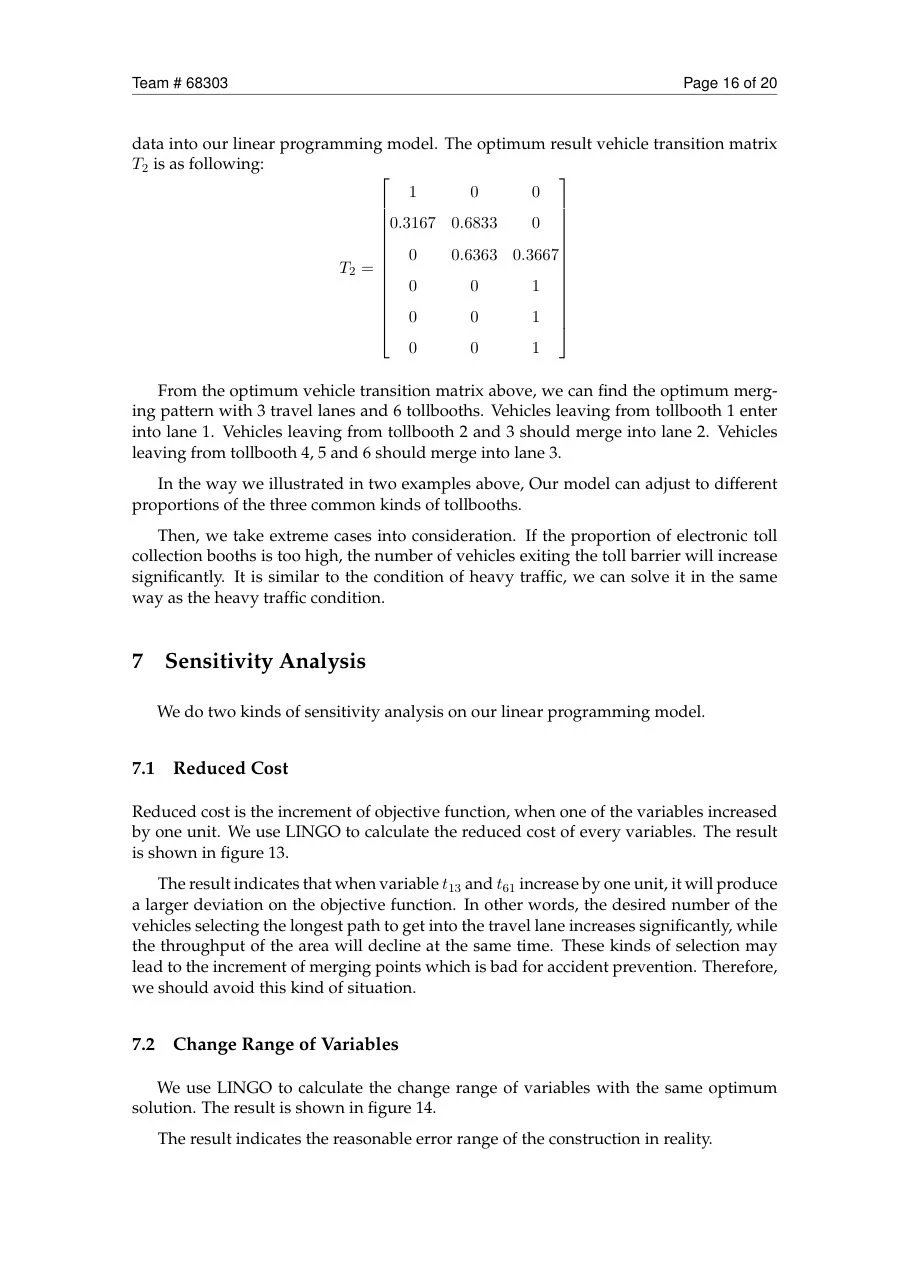 Team # 68303 Page 16 of 20
data into our linear programming model. The optimum result vehicle transition matrix
T2 is as following:
1 0 0
0.3167 0.6833 0
0 0.6363 0.3667
T2 =
0 0 1
0 0 1
0 0 1
From the optimum vehicle transition matrix above, we can find the optimum merg-
ing pattern with 3 travel lanes and 6 tollbooths. Vehicles leaving from tollbooth 1 enter
into lane 1. Vehicles leaving from tollbooth 2 and 3 should merge into lane 2. Vehicles
leaving from tollbooth 4, 5 and 6 should merge into lane 3.
In the way we illustrated in two examples above, Our model can adjust to different
proportions of the three common kinds of tollbooths.
Then, we take extreme cases into consideration. If the proportion of electronic toll
collection booths is too high, the number of vehicles exiting the toll barrier will increase
significantly. It is similar to the condition of heavy traffic, we can solve it in the same
way as the heavy traffic condition.
7 Sensitivity Analysis
We do two kinds of sensitivity analysis on our linear programming model.
7.1 Reduced Cost
Reduced cost is the increment of objective function, when one of the variables increased
by one unit. We use LINGO to calculate the reduced cost of every variables. The result
is shown in figure 13.
The result indicates that when variable t13 and t61 increase by one unit, it will produce
a larger deviation on the objective function. In other words, the desired number of the
vehicles selecting the longest path to get into the travel lane increases significantly, while
the throughput of the area will decline at the same time. These kinds of selection may
lead to the increment of merging points which is bad for accident prevention. Therefore,
we should avoid this kind of situation.
7.2 Change Range of Variables
We use LINGO to calculate the change range of variables with the same optimum
solution. The result is shown in figure 14.
The result indicates the reasonable error range of the construction in reality.